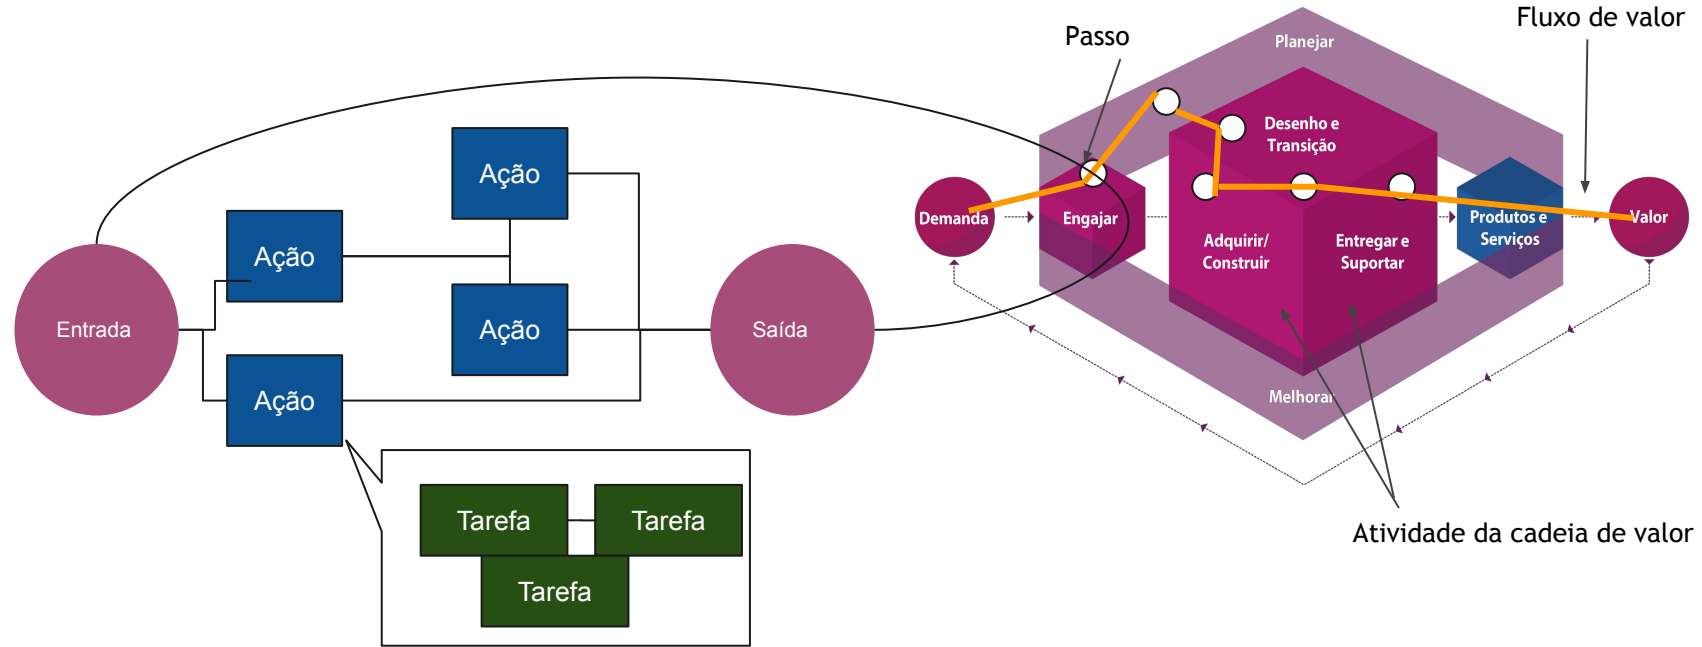 Fluxo de valor
Passo
Planejar
Desenho e
Transição
Ação
Ação
Demanda
Engajar
Produtos e
Serviços
Valor
Adquirir/
Construir
Entregar e
Suportar
Entrada
Ação
Saída
Ação
Melhorar
Tarefa
Tarefa
Tarefa
Atividade da cadeia de valor